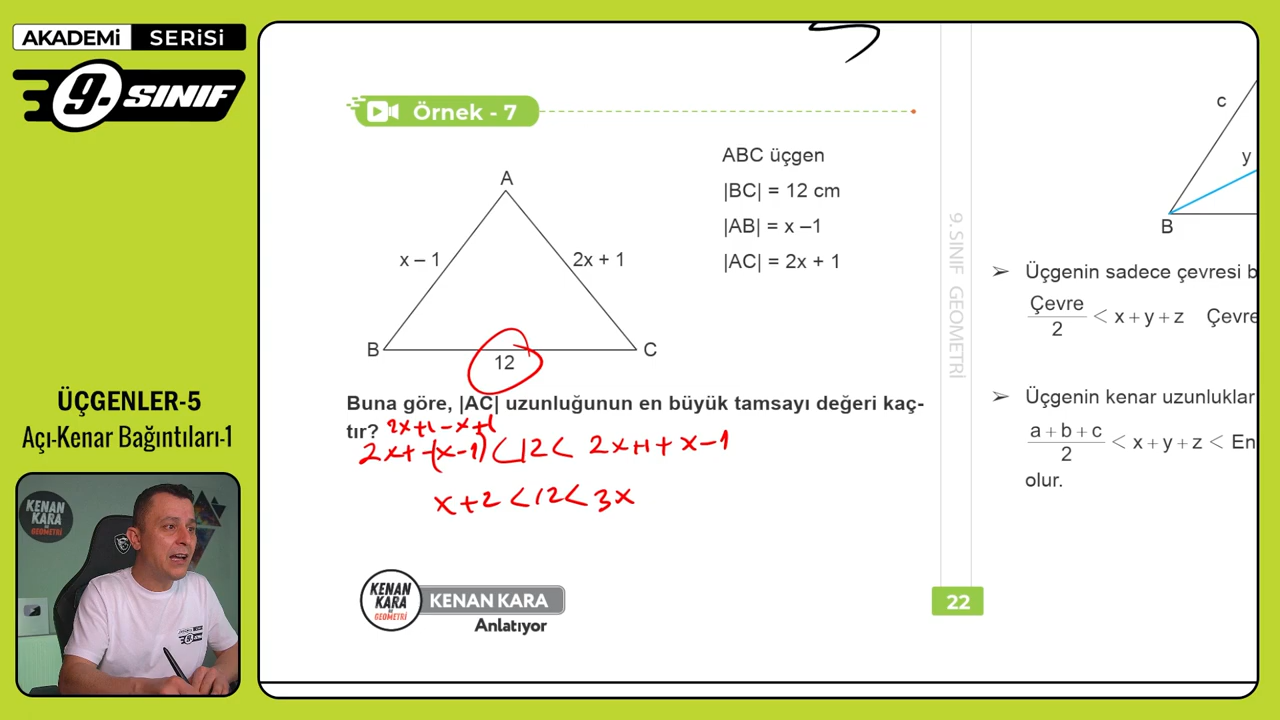 AKADEMİ SERİSİ
9. SINIF
Örnek - 7
A
x – 1
2x + 1
B
12
C
ABC üçgen
|BC| = 12 cm
|AB| = x –1
|AC| = 2x + 1
Buna göre, |AC| uzunluğunun en büyük tamsayı değeri kaç-
tır?
2x+1-x+1
2x+-(x-1) < 12 < 2x+1+x-1
x+2 < 12 < 3x
KENAN KARA ile GEOMETRİ
KENAN KARA
Anlatıyor
9. SINIF GEOMETRİ
22
c
y
B
➢ Üçgenin sadece çevresi b
Çevre/2 < x + y + z Çevre
➢ Üçgenin kenar uzunluklar
a + b + c/2 < x + y + z < En
olur.
ÜÇGENLER-5
Açı-Kenar Bağıntıları-1
KENAN KARA GEOMETRİ